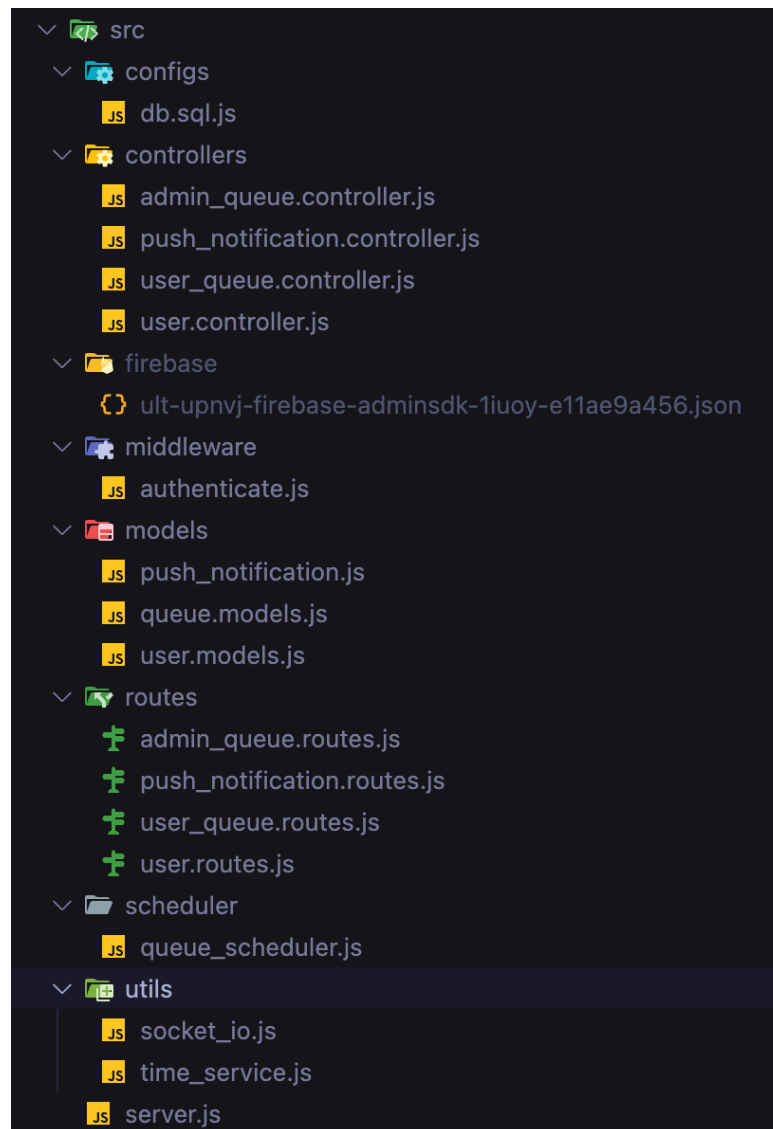 src
configs
db.sql.js
controllers
admin_queue.controller.js
push_notification.controller.js
user_queue.controller.js
user.controller.js
firebase
ult-upnvj-firebase-adminsdk-1iuoy-e11ae9a456.json
middleware
authenticate.js
models
push_notification.js
queue.models.js
user.models.js
routes
admin_queue.routes.js
push_notification.routes.js
user_queue.routes.js
user.routes.js
scheduler
queue_scheduler.js
utils
socket_io.js
time_service.js
server.js